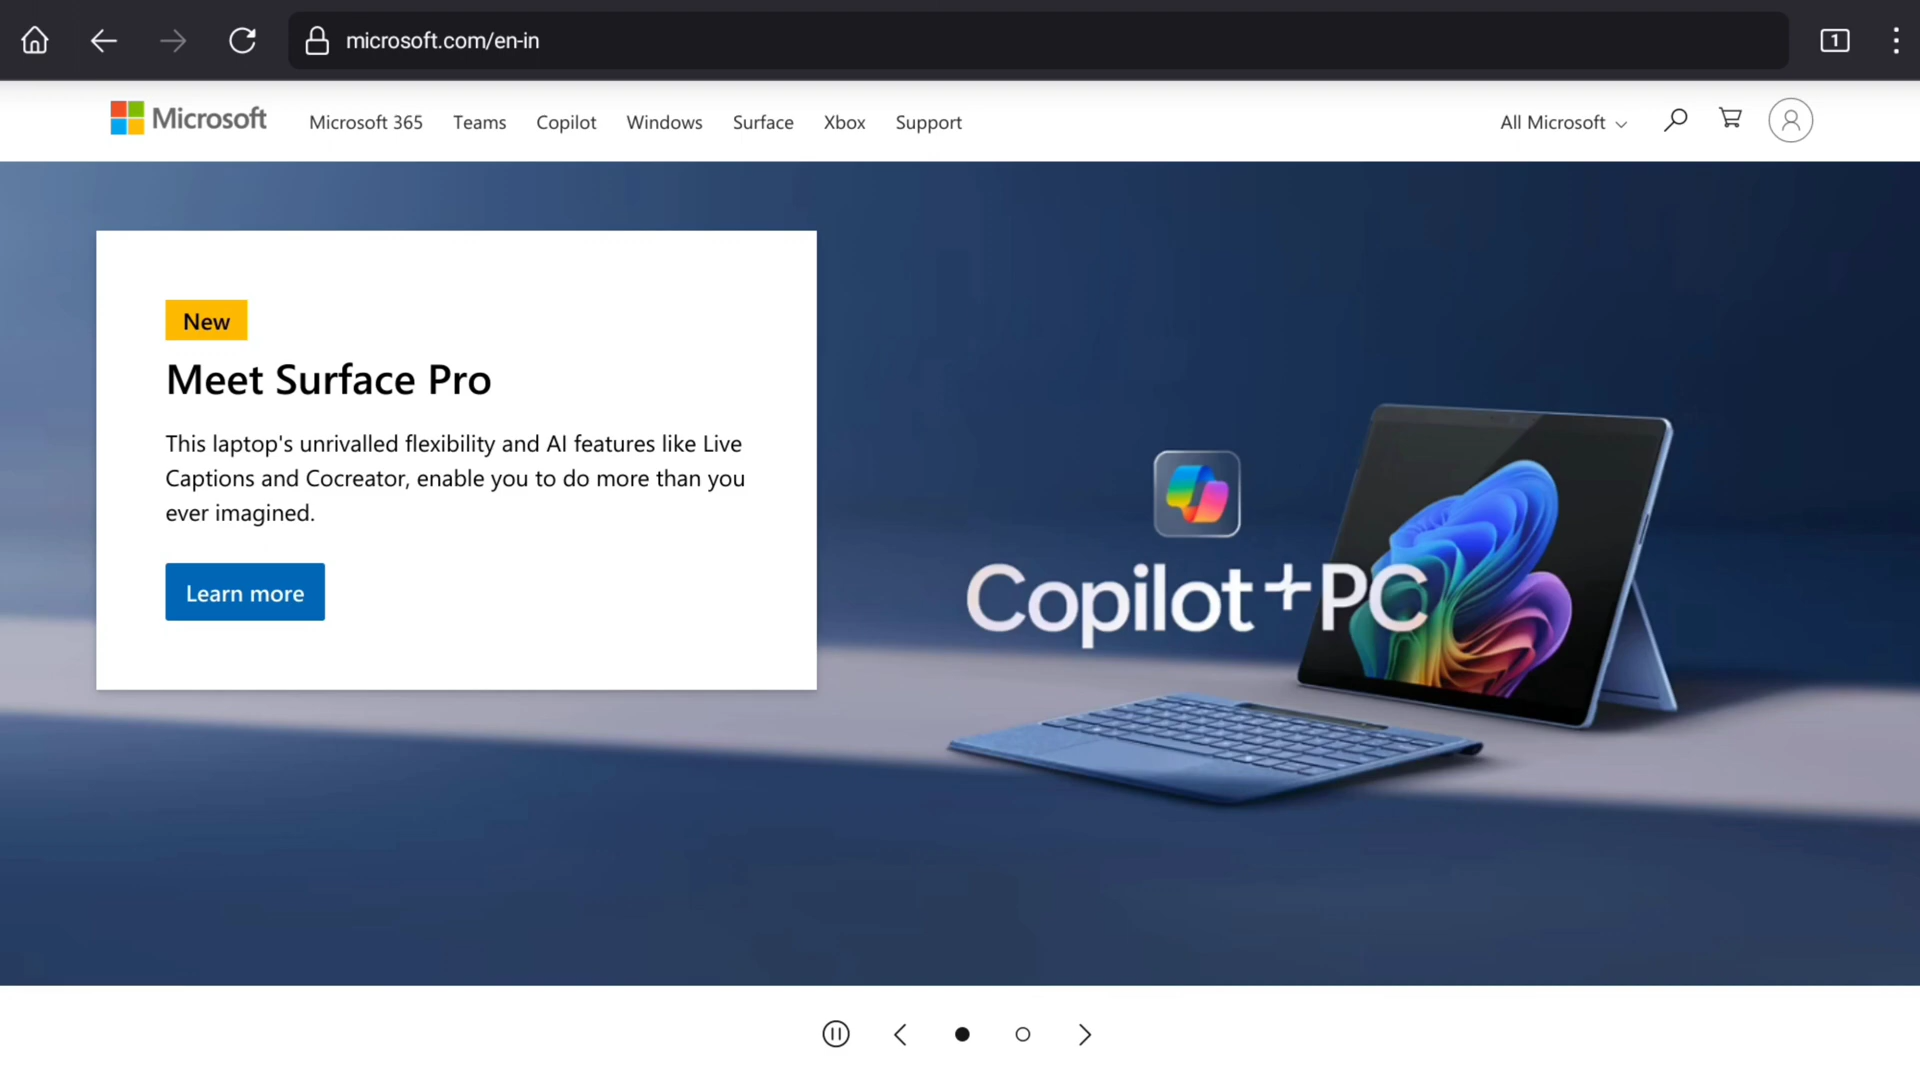 microsoft.com/en-in
1
Microsoft
Microsoft 365
Teams
Copilot
Windows
Surface
Xbox
Support
All Microsoft
New
Meet Surface Pro
This laptop's unrivalled flexibility and AI features like Live
Captions and Cocreator, enable you to do more than you
ever imagined.
Learn more
Copilot+PC